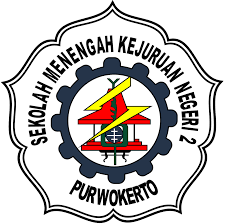 SEKOLAH MENENGAH KEJURUAN NEGERI 2
PURWOKERTO